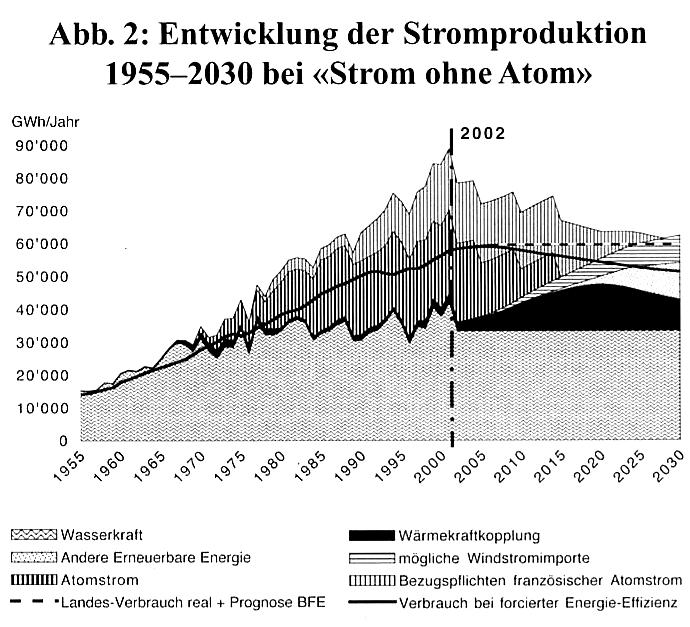 Abb. 2: Entwicklung der Stromproduktion
1955–2030 bei «Strom ohne Atom»
GWh/Jahr
90'000
2002
80'000
70'000
60'000
50'000
40'000
30'000
20'000
10'000
0
1955 1960 1965 1970 1975 1980 1985 1990 1995 2000 2005 2010 2015 2020 2025 2030
Wasserkraft
Wärmekraftkopplung
Andere Erneuerbare Energie
mögliche Windstromimporte
Atomstrom
Bezugspflichten französischer Atomstrom
Landes-Verbrauch real + Prognose BFE
Verbrauch bei forcierter Energie-Effizienz